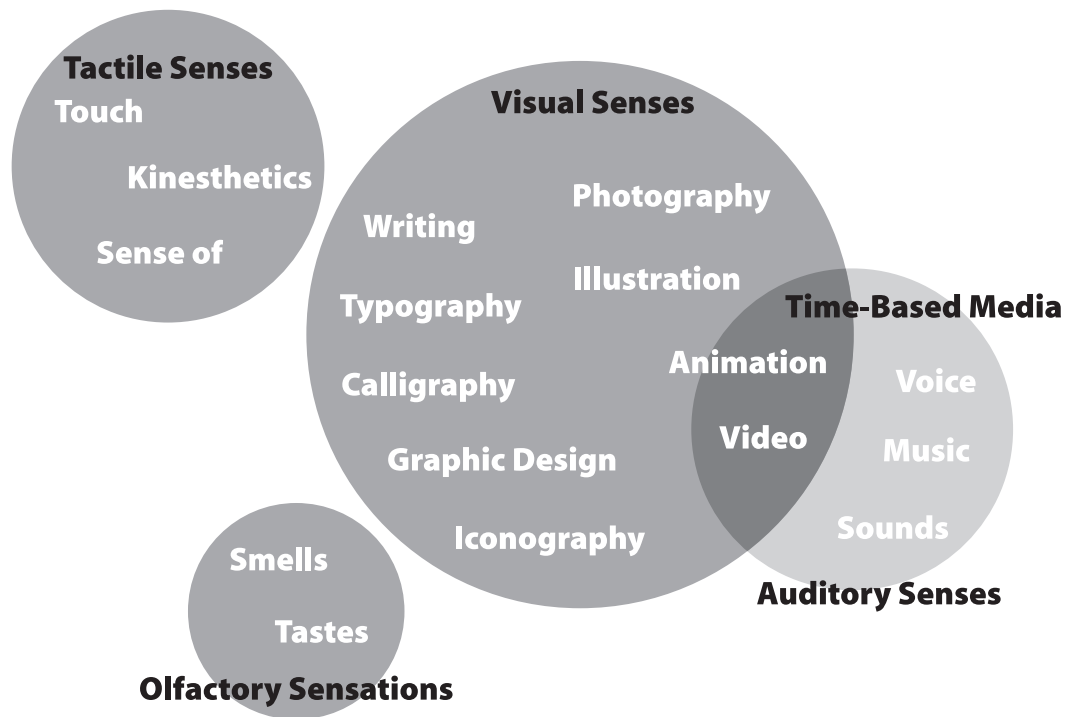 Tactile Senses
Touch
Kinesthetics
Sense of
Visual Senses
Photography
Writing
Illustration
Typography
Calligraphy
Graphic Design
Iconography
Time-Based Media
Animation
Voice
Video
Music
Sounds
Auditory Senses
Smells
Tastes
Olfactory Sensations